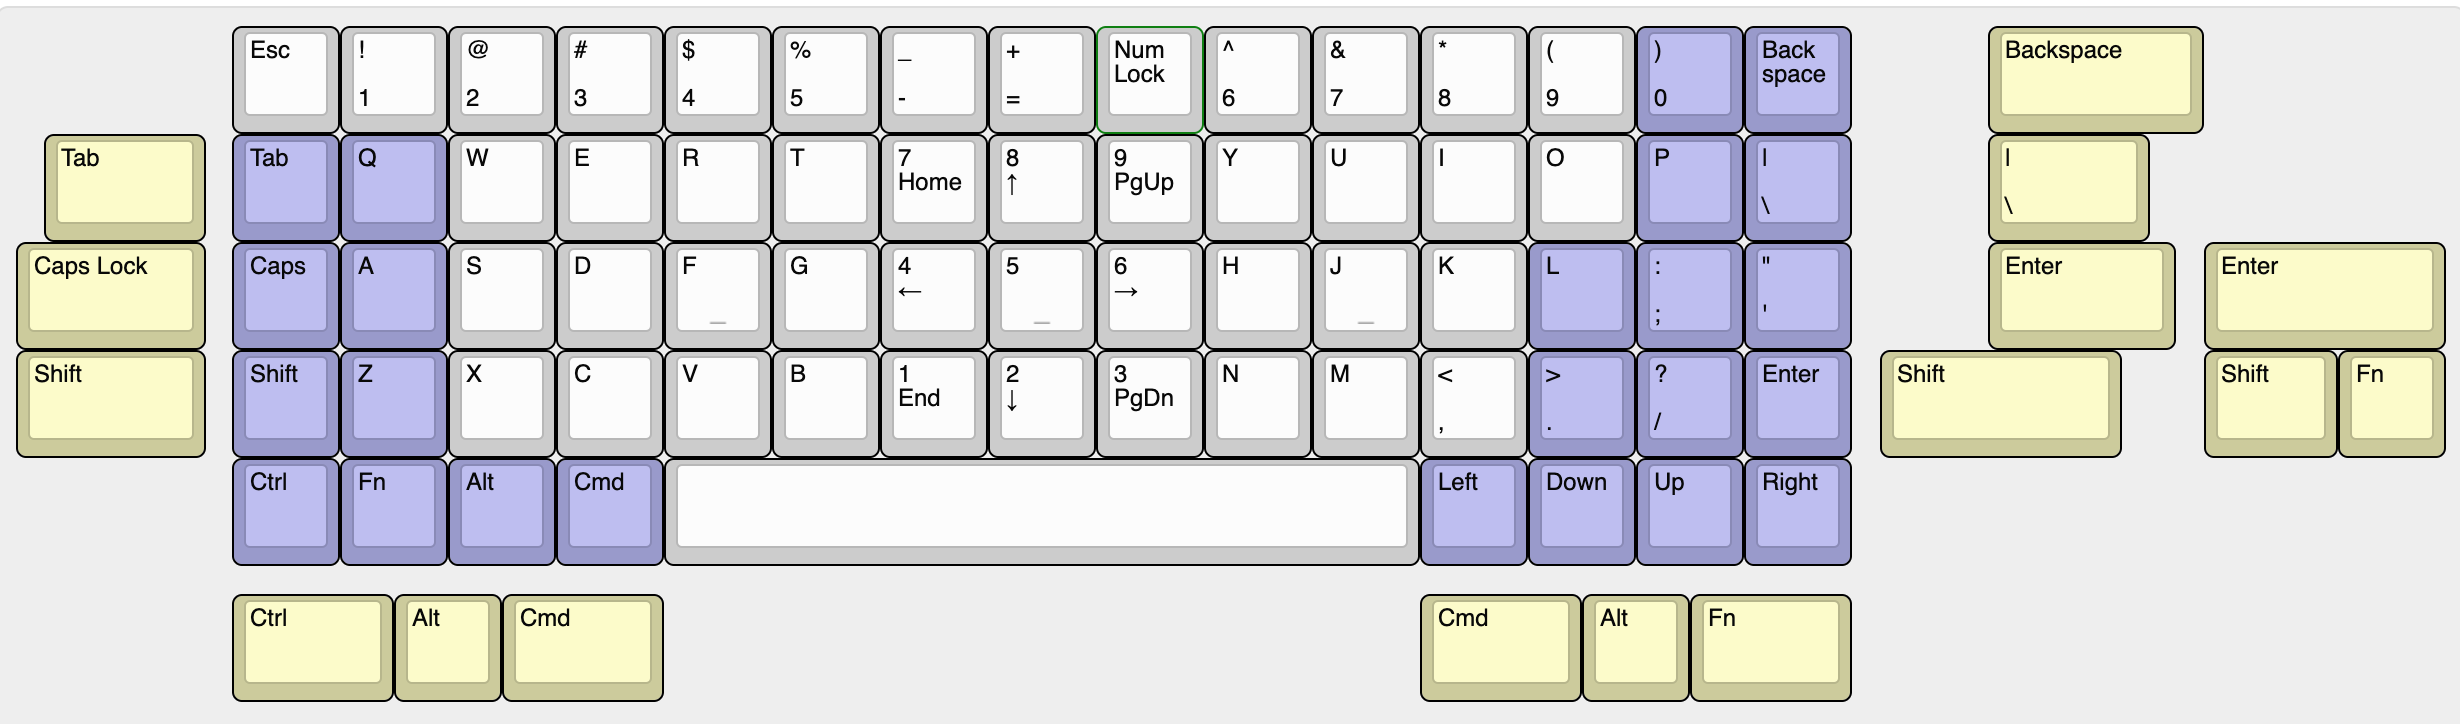 Esc ! @ # $ % _ + Num ^ & * ( ) Back Backspace
Lock space
1 2 3 4 5 - = 6 7 8 9 0
Tab Tab Q W E R T 7 8 9 Y U I O P | |
Home ↑ PgUp
\ \
Caps Lock Caps A S D F G 4 5 6 H J K L : " Enter Enter
← →
_ _ _ ; '
Shift Shift Z X C V B 1 2 3 N M < > ? Enter Shift Shift Fn
End ↓ PgDn
, . /
Ctrl Fn Alt Cmd Left Down Up Right
Ctrl Alt Cmd Cmd Alt Fn